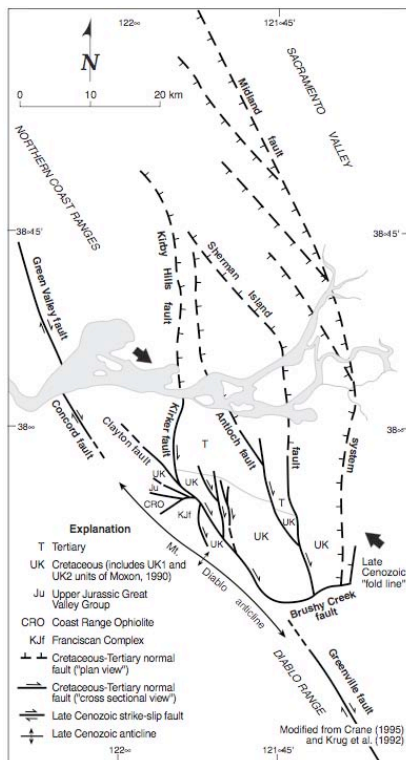 122∞
121∞45'
N
0 10 20 km
SACRAMENTO
VALLEY
Midland
fault
NORTHERN COAST RANGES
38∞45'
38∞45'
Kirby
Hills
fault
Sherman
Island
Green Valley fault
Concord fault
38∞
38∞
Clayton fault
Kirker fault
Antioch fault
fault
system
T
T
UK
UK
UK
UK
UK
UK
Ju
CRO
KJf
UK
Late
Cenozoic
"fold line"
Mt.
Diablo
anticline
Brushy Creek
fault
Greenville fault
DIABLO RANGE
Explanation
T Tertiary
UK Cretaceous (includes UK1 and
UK2 units of Moxon, 1990)
Ju Upper Jurassic Great
Valley Group
CRO Coast Range Ophiolite
KJf Franciscan Complex
Cretaceous-Tertiary normal
fault ("plan view")
Cretaceous-Tertiary normal
fault ("cross sectional view")
Late Cenozoic strike-slip fault
Late Cenozoic anticline
Modified from Crane (1995)
and Krug et al. (1992)
122∞
121∞45'